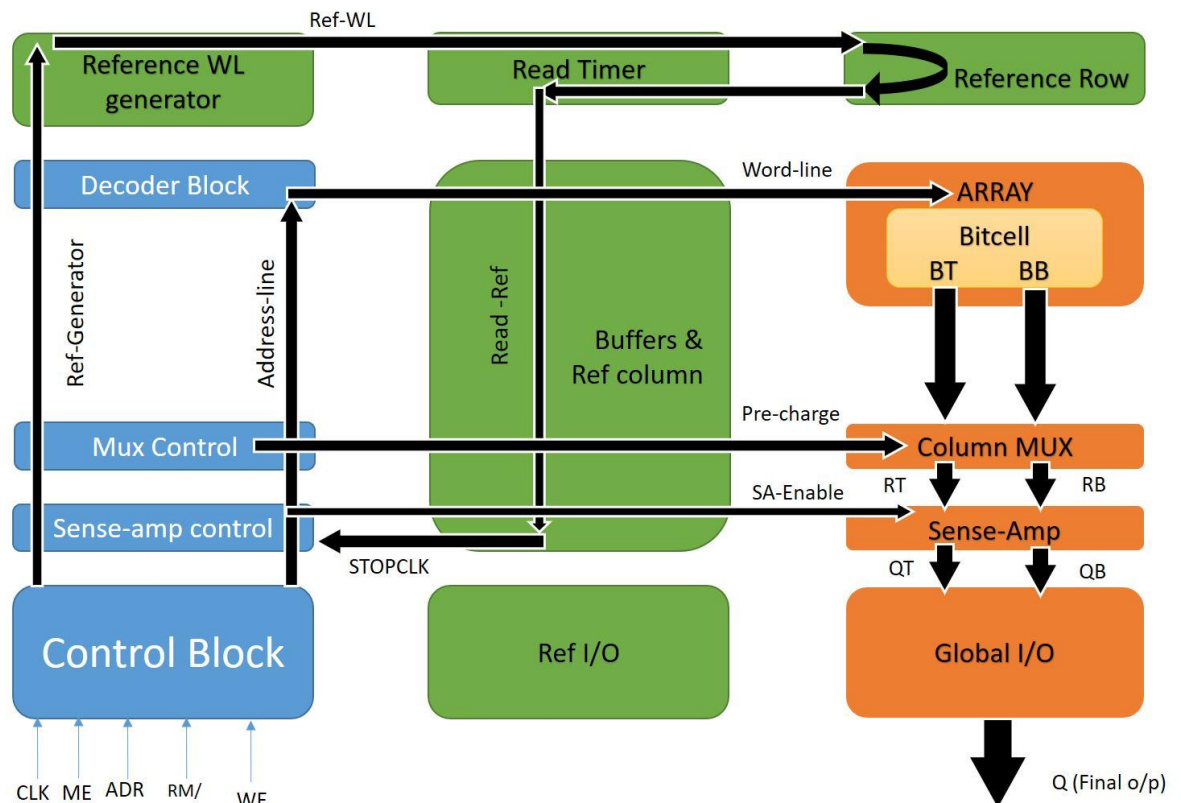 Ref-WL
Reference WL
generator
Read Timer
Reference Row
Decoder Block
Word-line
ARRAY
Bitcell
BT BB
Ref-Generator
Address-line
Read -Ref
Buffers &
Ref column
Mux Control
Pre-charge
Column MUX
RT RB
Sense-amp control
SA-Enable
Sense-Amp
STOPCLK
QT QB
Control Block
Ref I/O
Global I/O
CLK ME ADR RM/
Q (Final o/p)